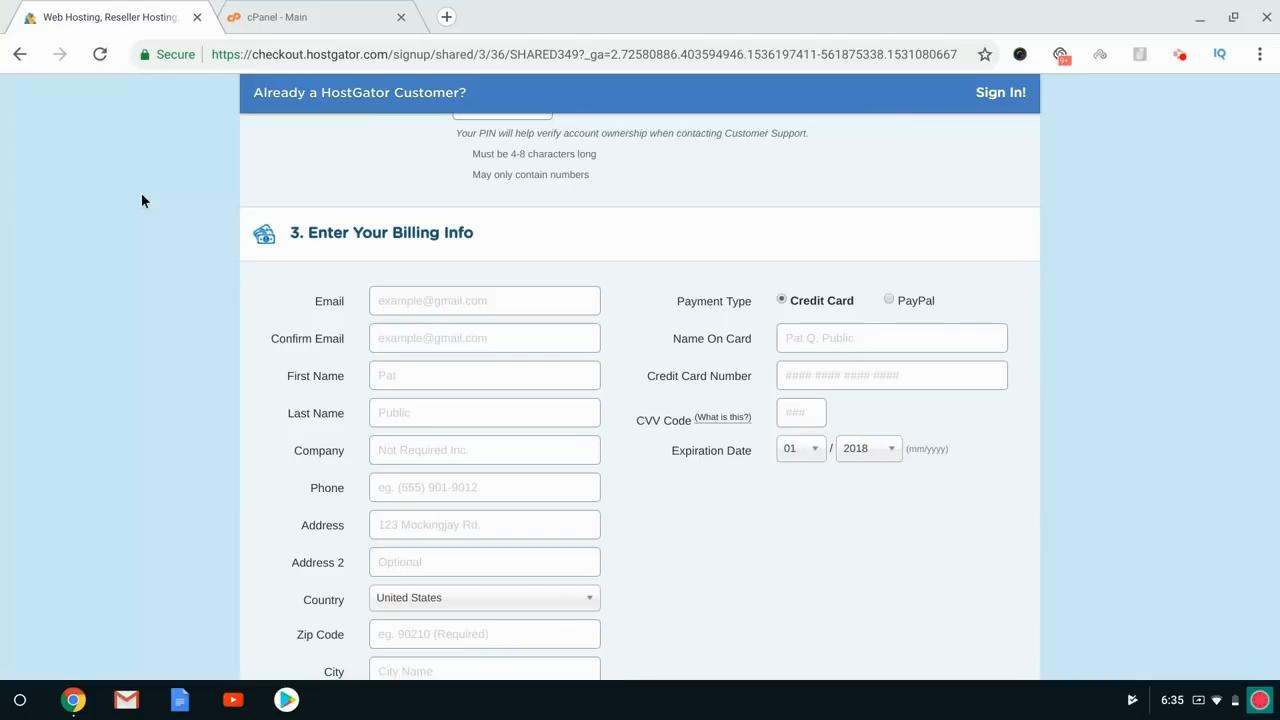 Web Hosting, Reseller Hosting,
cPanel - Main
Secure
https://checkout.hostgator.com/signup/shared/3/36/SHARED349?_ga=2.72580886.403594946.1536197411-561875338.1531080667
9+
IQ
Already a HostGator Customer?
Sign In!
Your PIN will help verify account ownership when contacting Customer Support.
Must be 4-8 characters long
May only contain numbers
3. Enter Your Billing Info
Email
example@gmail.com
Confirm Email
example@gmail.com
First Name
Pat
Last Name
Public
Company
Not Required Inc.
Phone
eg. (555) 901-9012
Address
123 Mockingjay Rd.
Address 2
Optional
Country
United States
Zip Code
eg. 90210 (Required)
City
City Name
Payment Type
Credit Card
PayPal
Name On Card
Pat Q. Public
Credit Card Number
#### #### #### ####
CVV Code (What is this?)
###
Expiration Date
01 / 2018 (mm/yyyy)
6:35